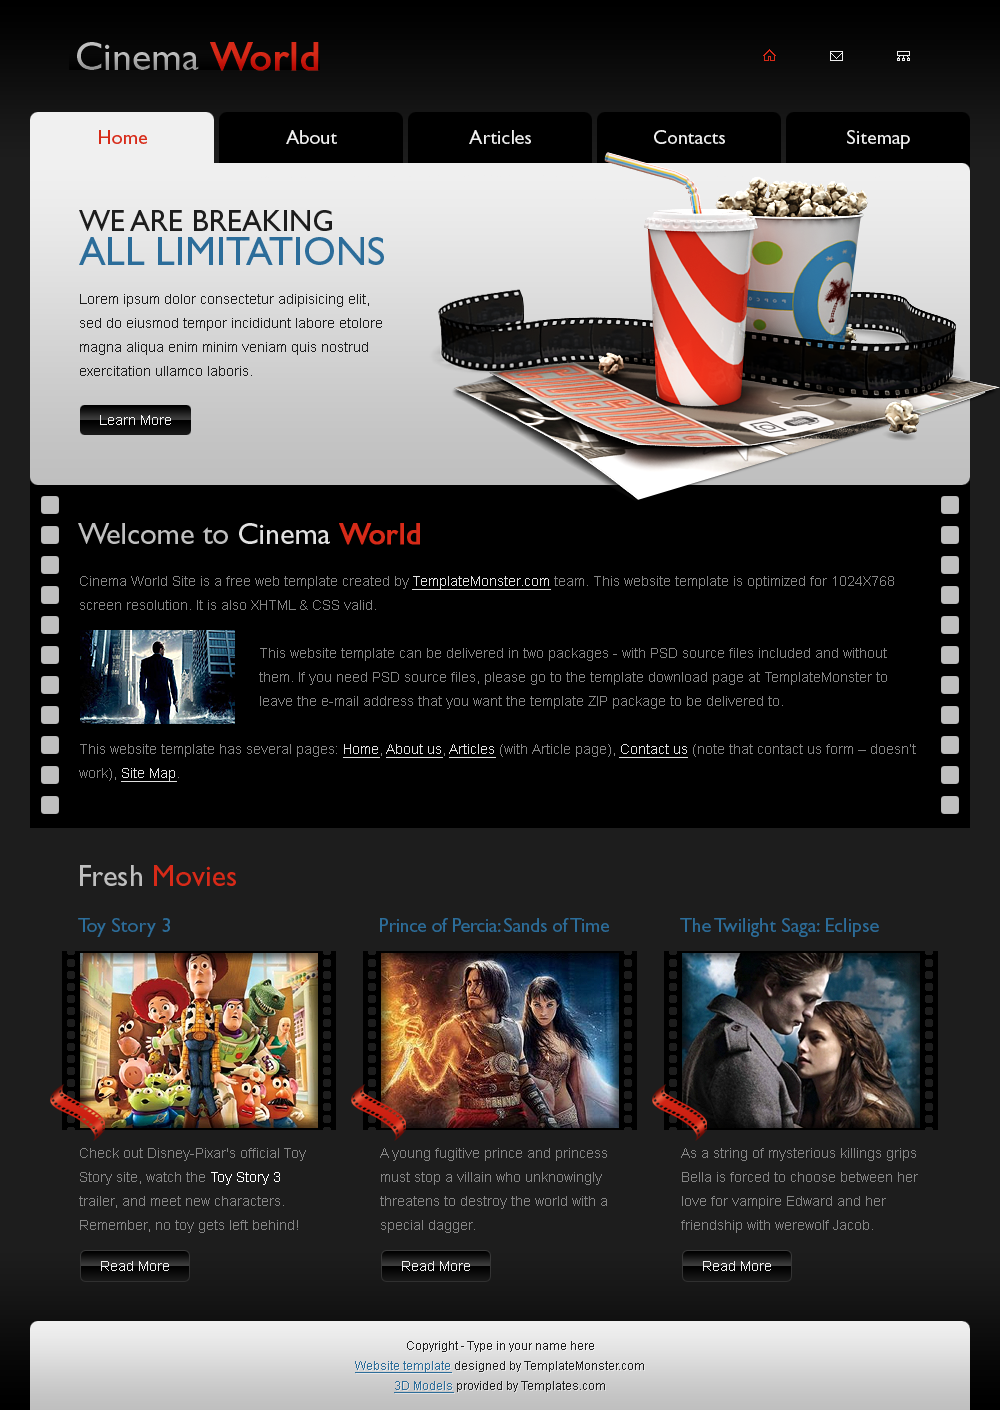 Cinema World
Home
About
Articles
Contacts
Sitemap
WE ARE BREAKING
ALL LIMITATIONS
Lorem ipsum dolor consectetur adipisicing elit,
sed do eiusmod tempor incididunt labore etolore
magna aliqua enim minim veniam quis nostrud
exercitation ullamco laboris.
Learn More
Welcome to Cinema World
Cinema World Site is a free web template created by TemplateMonster.com team. This website template is optimized for 1024X768
screen resolution. It is also XHTML & CSS valid.
This website template can be delivered in two packages - with PSD source files included and without
them. If you need PSD source files, please go to the template download page at TemplateMonster to
leave the e-mail address that you want the template ZIP package to be delivered to.
This website template has several pages: Home, About us, Articles (with Article page), Contact us (note that contact us form – doesn't
work), Site Map.
Fresh Movies
Toy Story 3
Check out Disney-Pixar's official Toy
Story site, watch the Toy Story 3
trailer, and meet new characters.
Remember, no toy gets left behind!
Read More
Prince of Percia: Sands of Time
A young fugitive prince and princess
must stop a villain who unknowingly
threatens to destroy the world with a
special dagger.
Read More
The Twilight Saga: Eclipse
As a string of mysterious killings grips
Bella is forced to choose between her
love for vampire Edward and her
friendship with werewolf Jacob.
Read More
Copyright - Type in your name here
Website template designed by TemplateMonster.com
3D Models provided by Templates.com